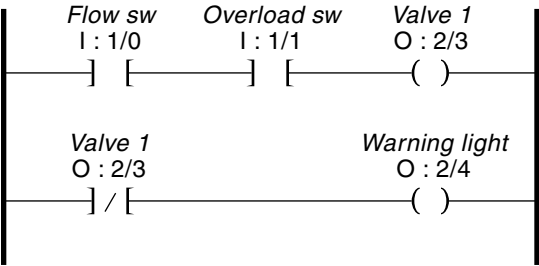 Flow sw Overload sw Valve 1
I : 1/0 I : 1/1 O : 2/3
Valve 1 Warning light
O : 2/3 O : 2/4